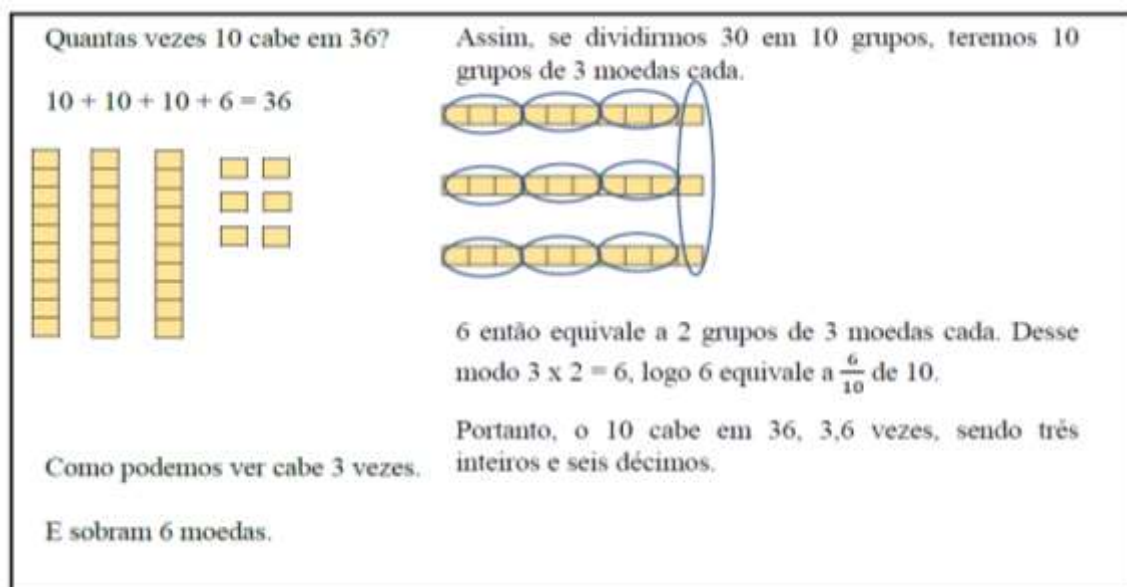 Quantas vezes 10 cabe em 36?
10 + 10 + 10 + 6 = 36
Como podemos ver cabe 3 vezes.
E sobram 6 moedas.
Assim, se dividirmos 30 em 10 grupos, teremos 10
grupos de 3 moedas cada.
6 então equivale a 2 grupos de 3 moedas cada. Desse
modo 3 x 2 = 6, logo 6 equivale a 6/10 de 10.
Portanto, o 10 cabe em 36, 3,6 vezes, sendo três
inteiros e seis décimos.